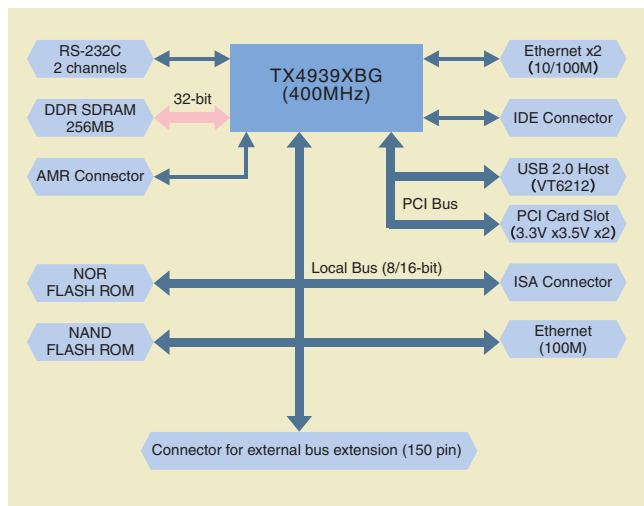 RS-232C
2 channels
TX4939XBG
(400MHz)
Ethernet x2
(10/100M)
DDR SDRAM
256MB
32-bit
IDE Connector
AMR Connector
USB 2.0 Host
(VT6212)
PCI Bus
PCI Card Slot
(3.3V x3.5V x2)
NOR
FLASH ROM
Local Bus (8/16-bit)
ISA Connector
NAND
FLASH ROM
Ethernet
(100M)
Connector for external bus extension (150 pin)